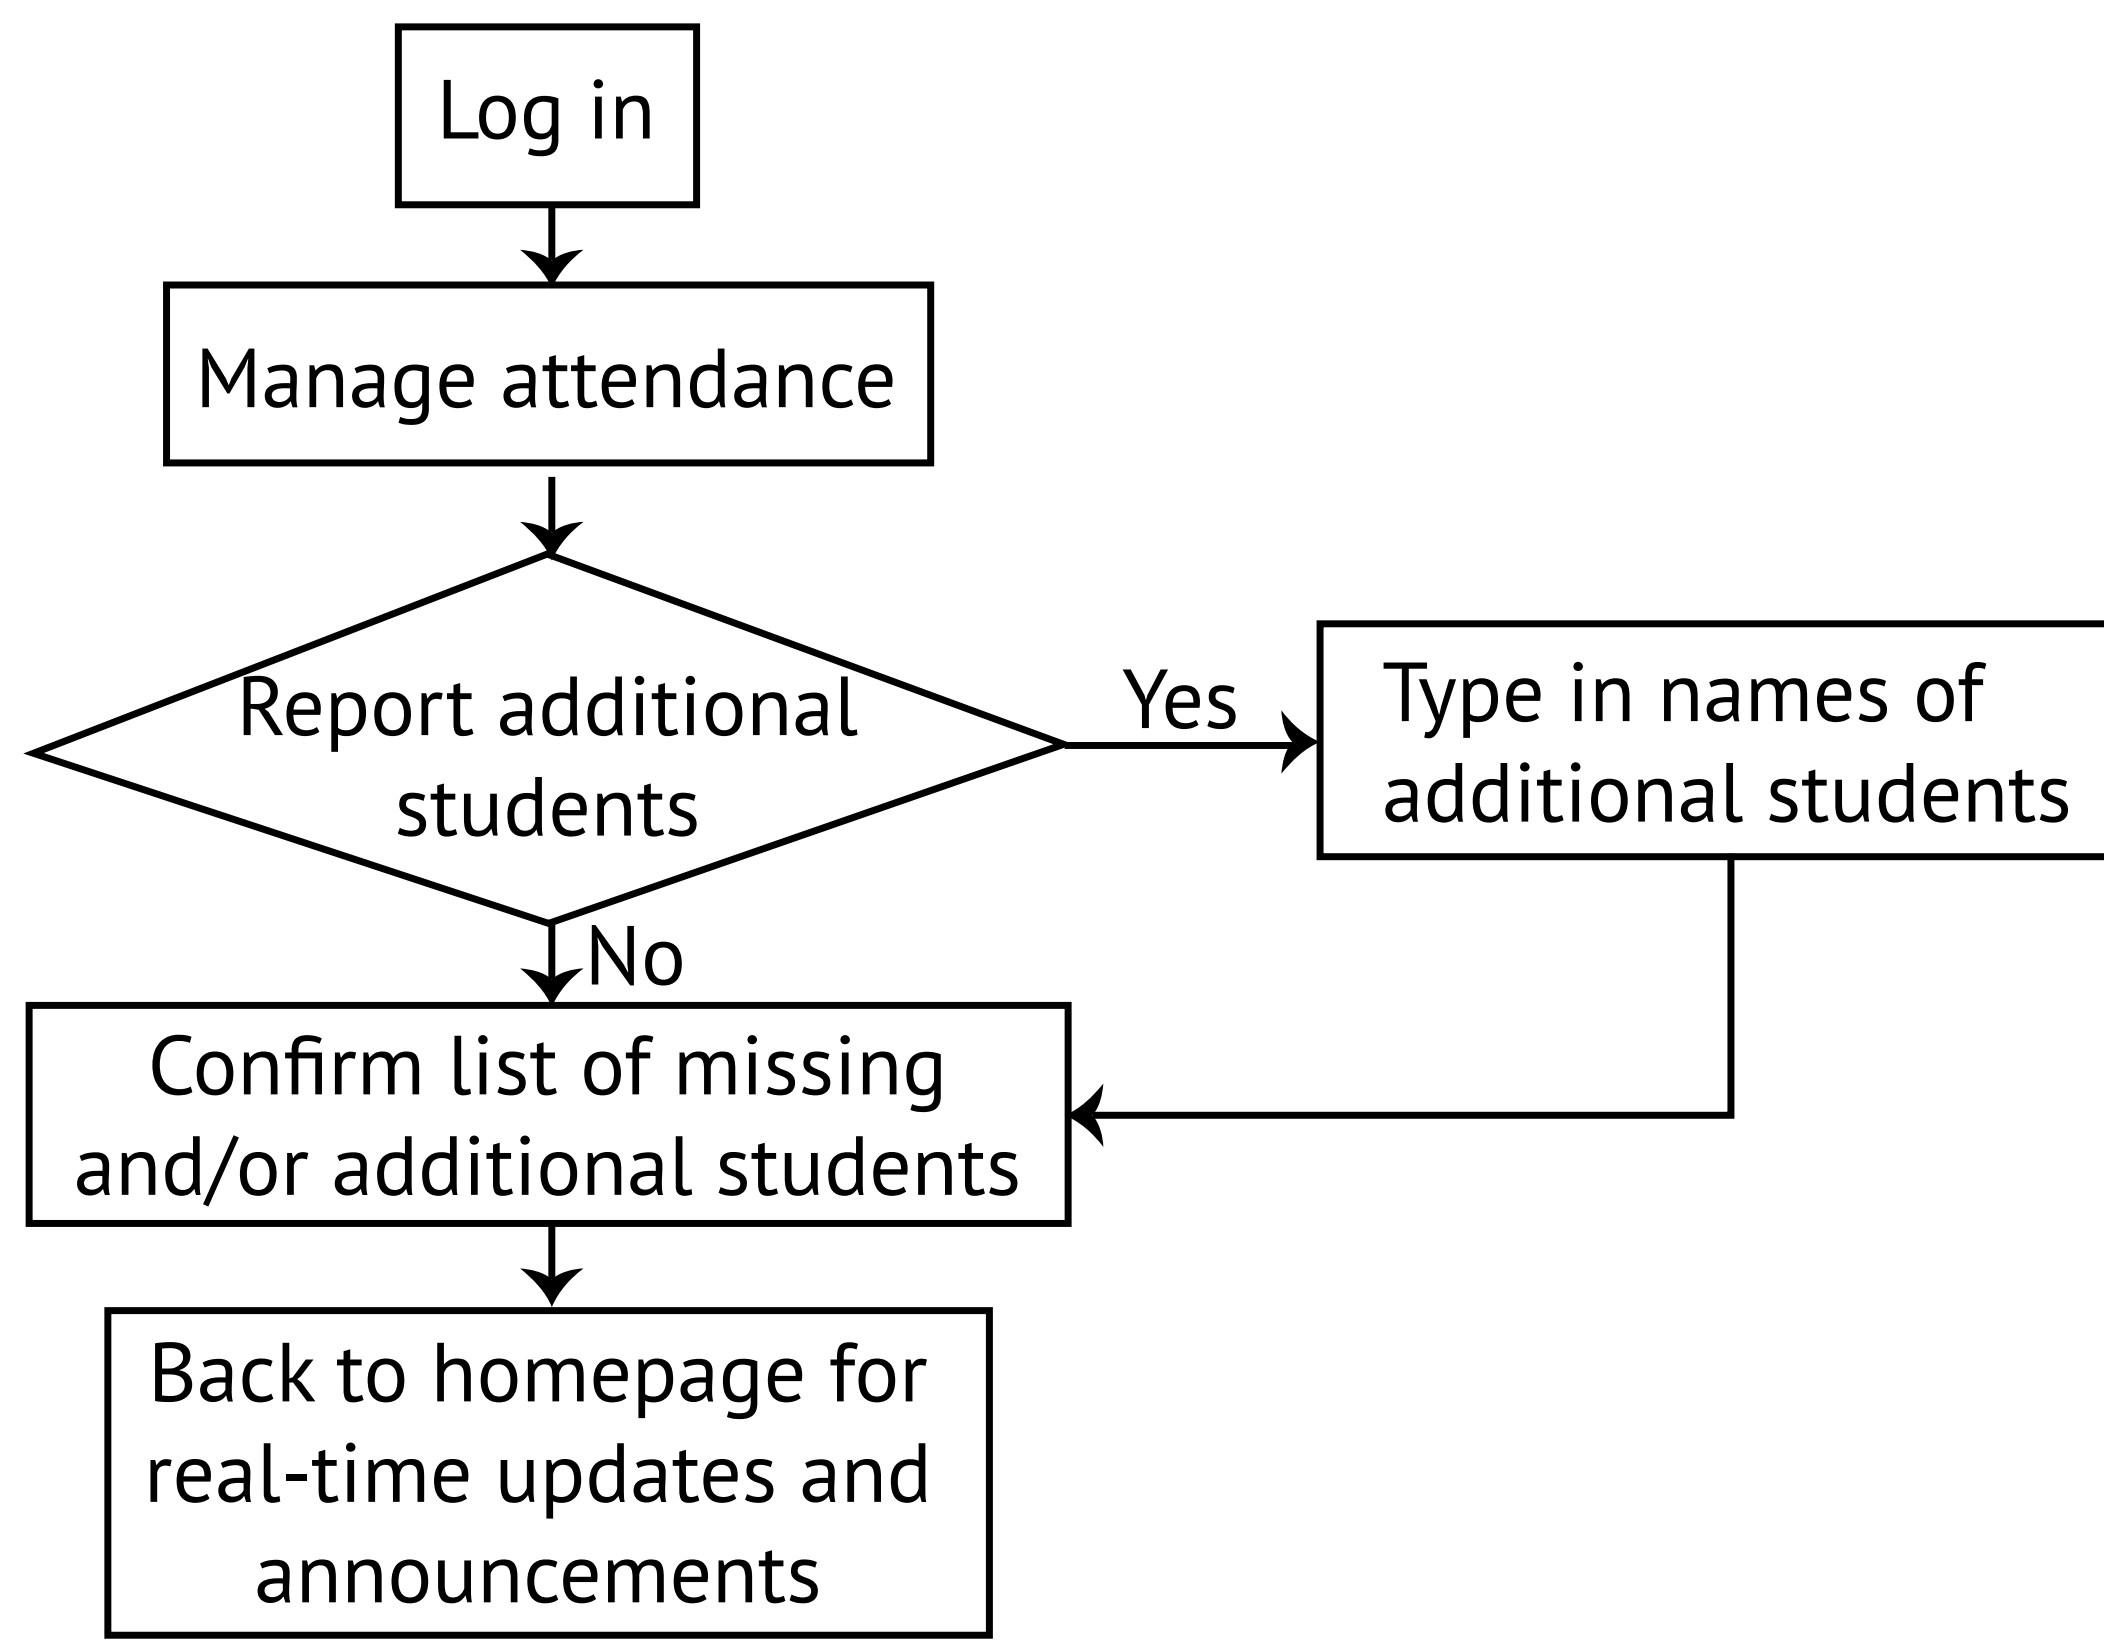 Log in
Manage attendance
Report additional
students
Yes
Type in names of
additional students
No
Confirm list of missing
and/or additional students
Back to homepage for
real-time updates and
announcements